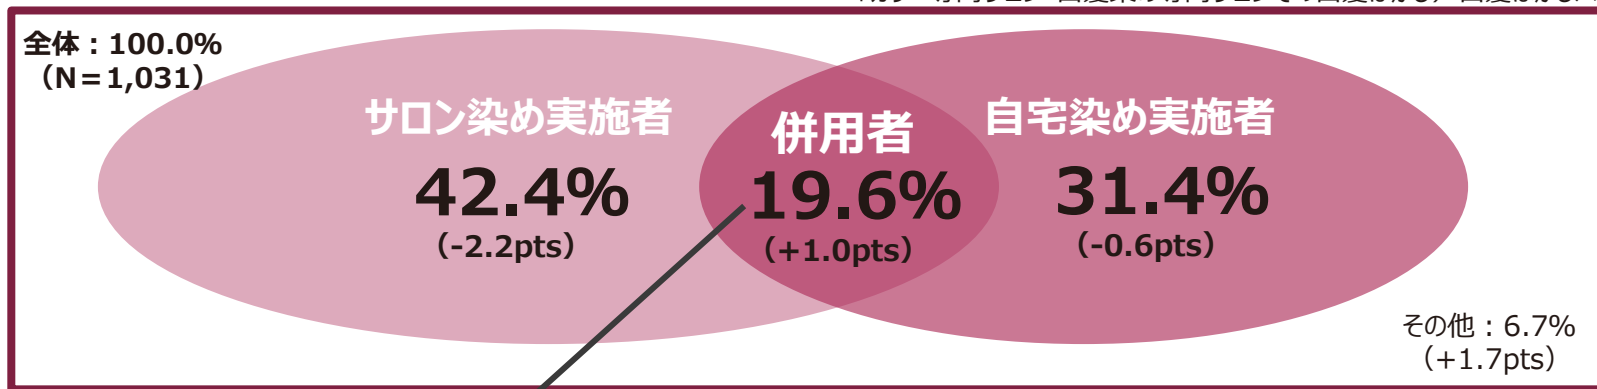 全体：100.0%
（N＝1,031）
サロン染め実施者
42.4%
（-2.2pts）
併用者
19.6%
（+1.0pts）
自宅染め実施者
31.4%
（-0.6pts）
その他：6.7%
（+1.7pts）